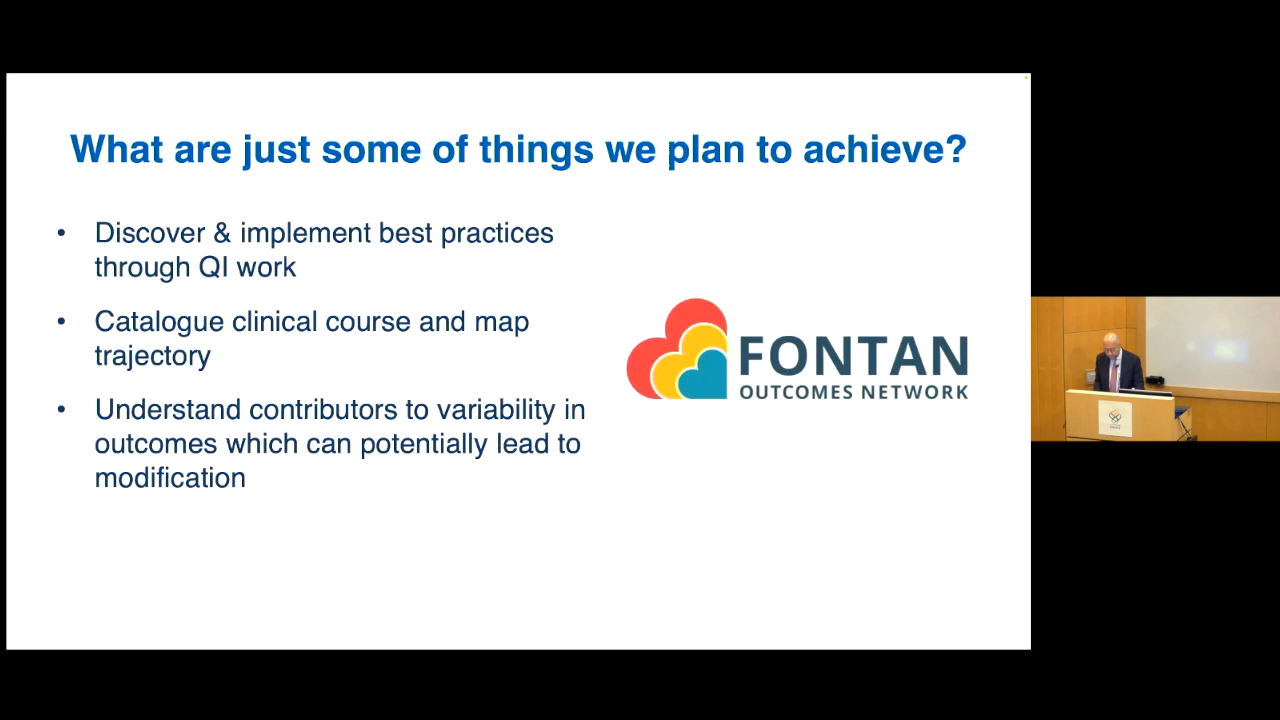 What are just some of things we plan to achieve?
• Discover & implement best practices
through QI work
• Catalogue clinical course and map
trajectory
• Understand contributors to variability in
outcomes which can potentially lead to
modification
FONTAN
OUTCOMES NETWORK